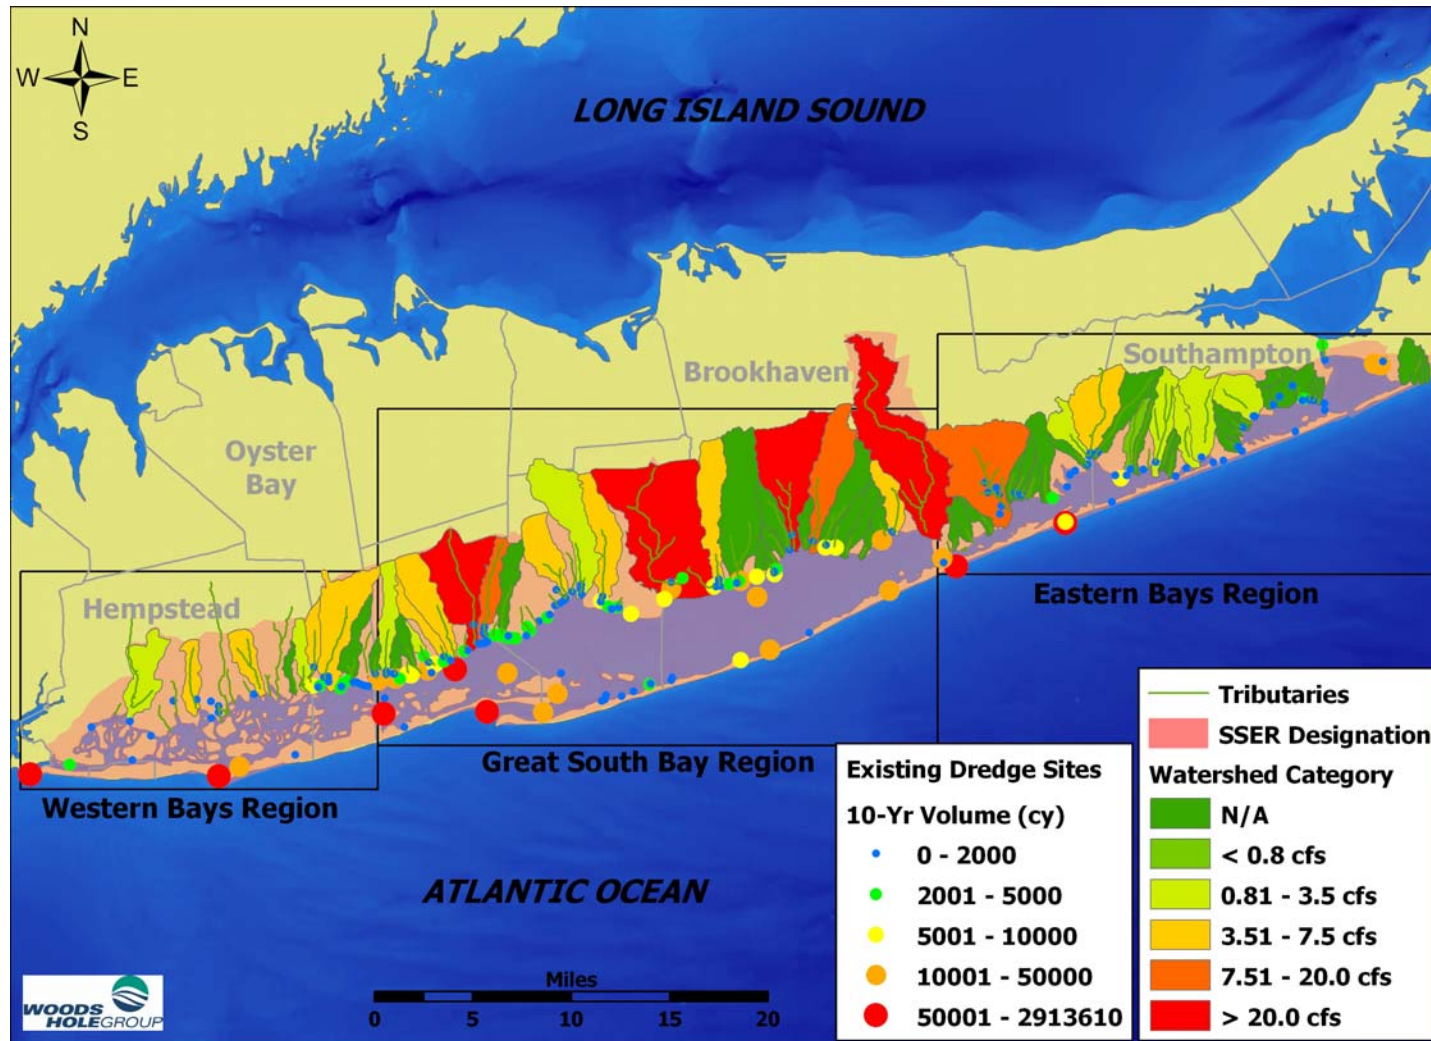 N
W E
S
LONG ISLAND SOUND
Brookhaven
Southampton
Oyster
Bay
Hempstead
Eastern Bays Region
Great South Bay Region
Western Bays Region
ATLANTIC OCEAN
Miles
0 5 10 15 20
WOODS
HOLE GROUP
Existing Dredge Sites
10-Yr Volume (cy)
0 - 2000
2001 - 5000
5001 - 10000
10001 - 50000
50001 - 2913610
Tributaries
SSER Designation
Watershed Category
N/A
< 0.8 cfs
0.81 - 3.5 cfs
3.51 - 7.5 cfs
7.51 - 20.0 cfs
> 20.0 cfs